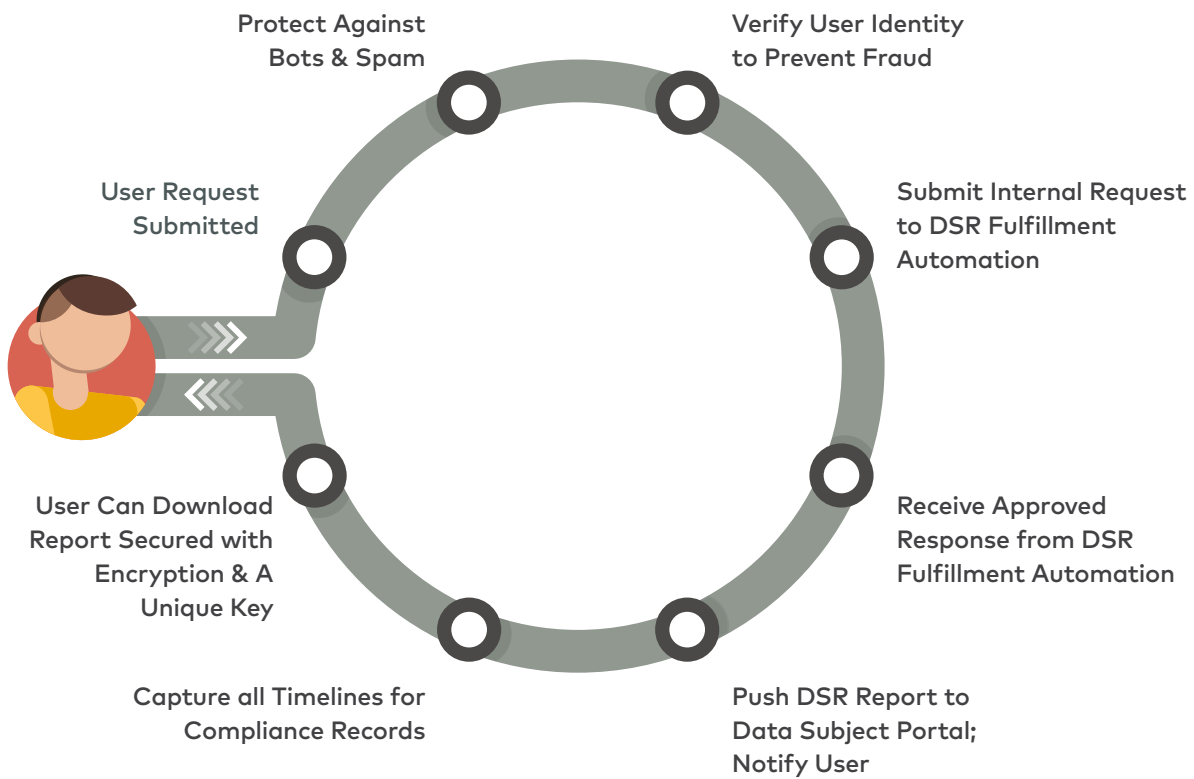 Protect Against
Bots & Spam
Verify User Identity
to Prevent Fraud
User Request
Submitted
Submit Internal Request
to DSR Fulfillment
Automation
User Can Download
Report Secured with
Encryption & A
Unique Key
Receive Approved
Response from DSR
Fulfillment Automation
Capture all Timelines for
Compliance Records
Push DSR Report to
Data Subject Portal;
Notify User